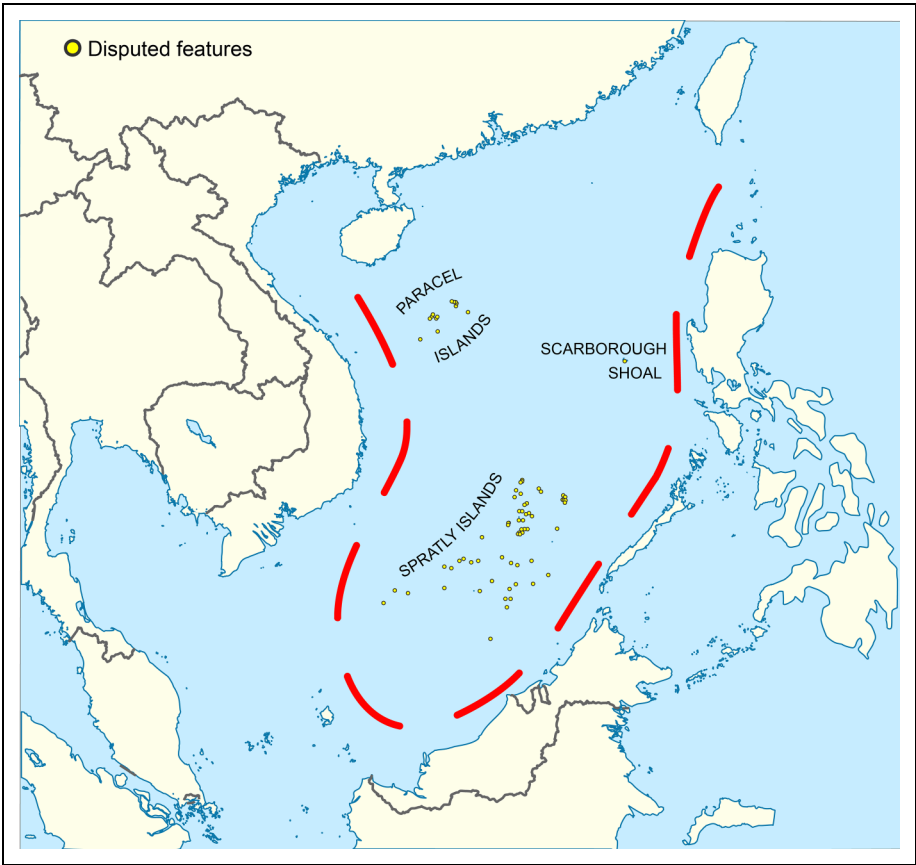 Disputed features
PARACEL
ISLANDS
SCARBOROUGH
SHOAL
SPRATLY ISLANDS